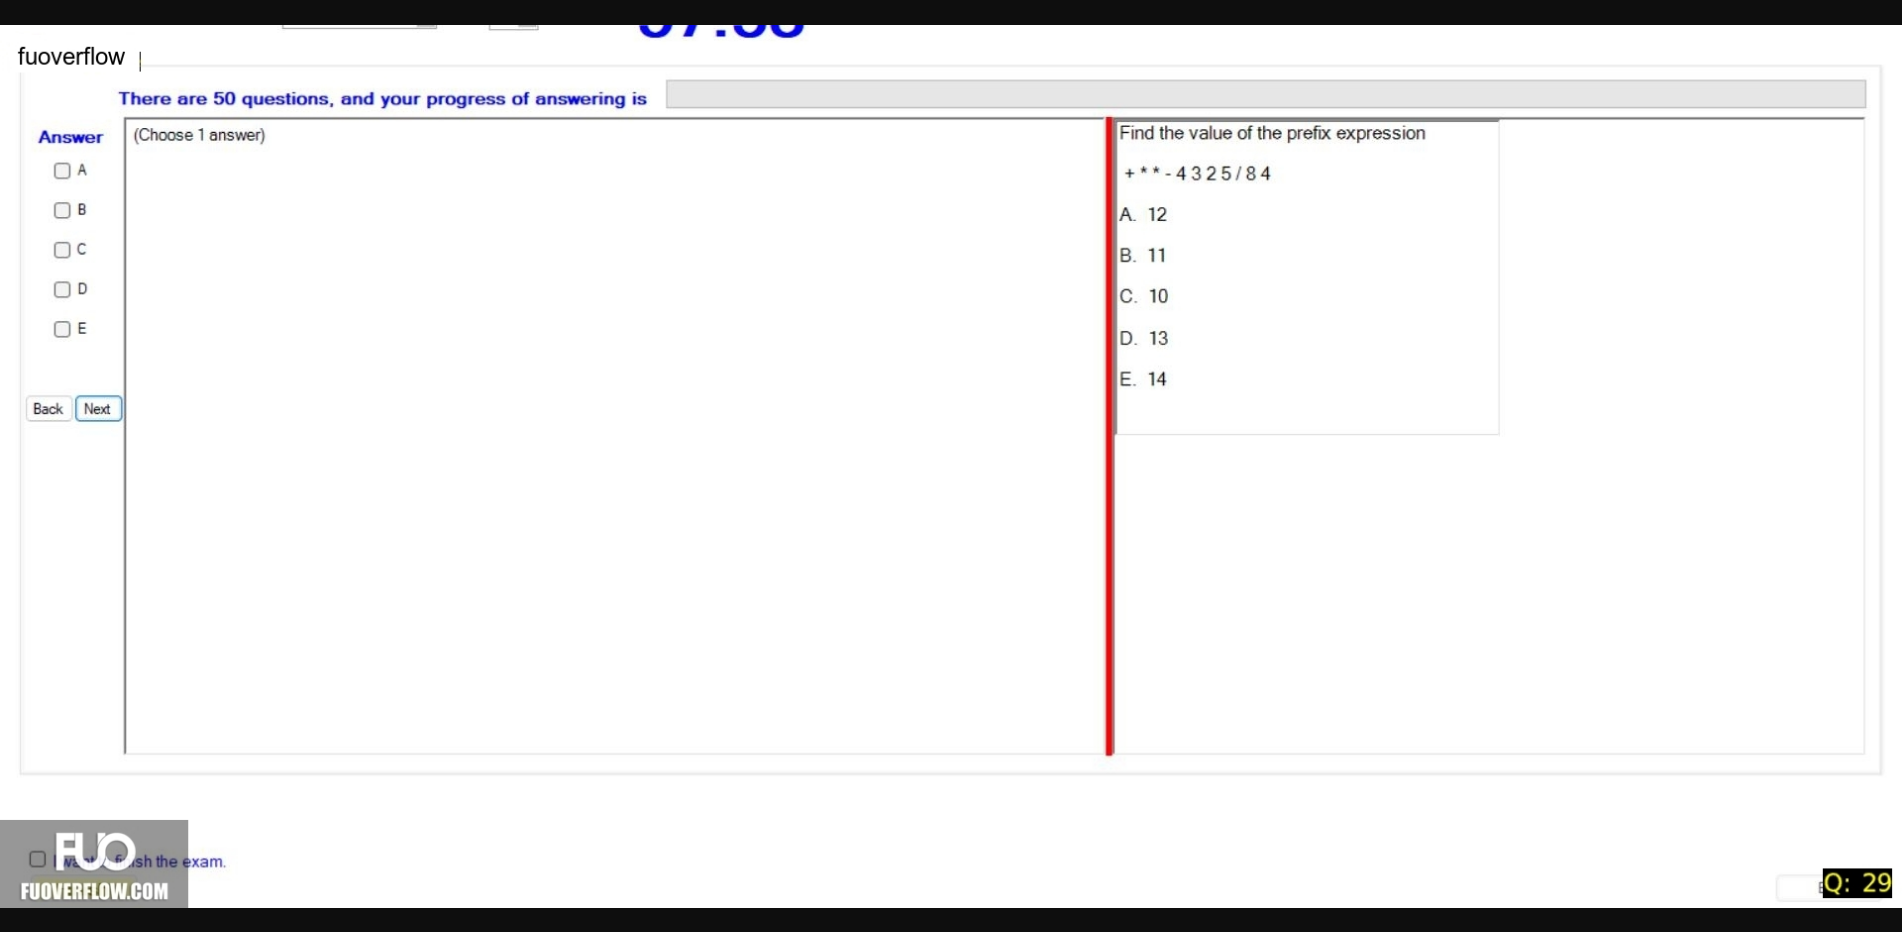 fuoverflow
There are 50 questions, and your progress of answering is
Answer
(Choose 1 answer)
A
B
C
D
E
Back Next
Find the value of the prefix expression
+ * * - 4 3 2 5 / 8 4
A. 12
B. 11
C. 10
D. 13
E. 14
FUO
the exam.
FUOVERFLOW.COM
Q: 29